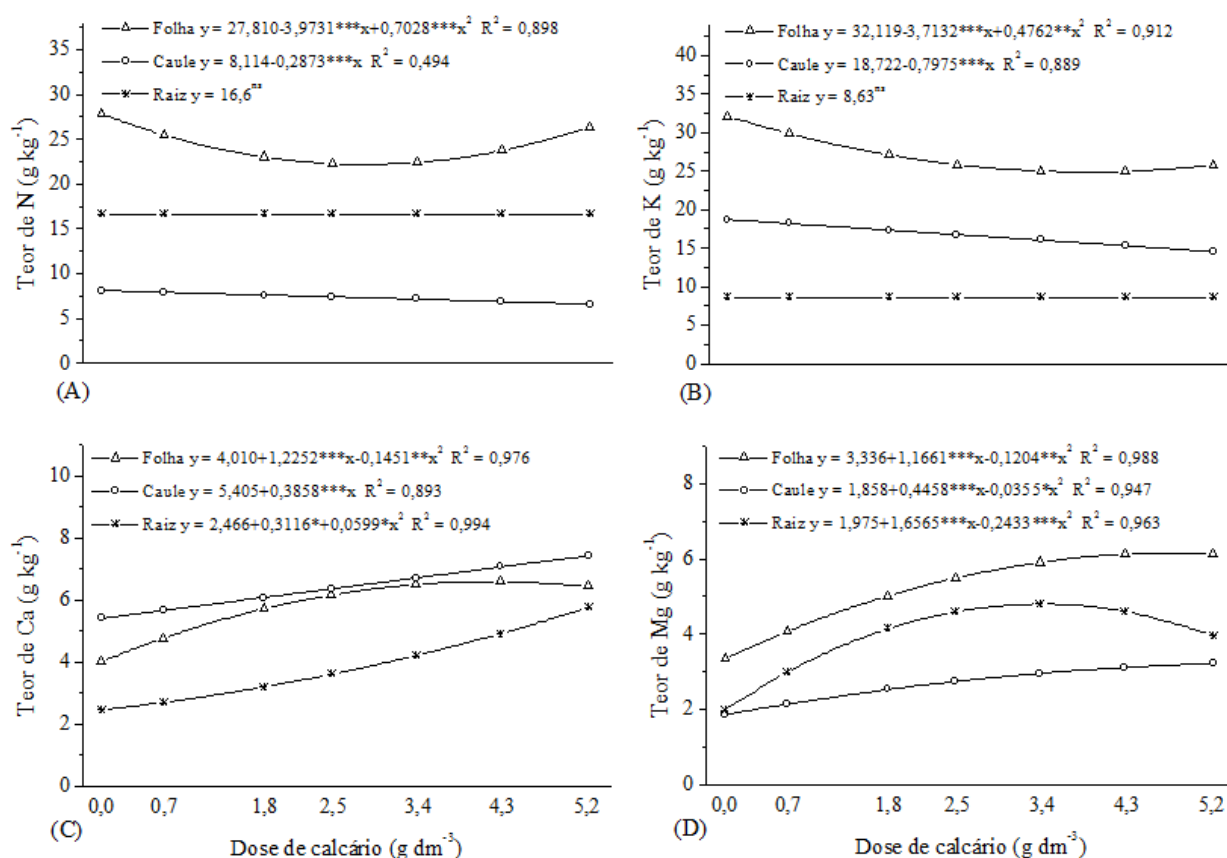 Folha y = 27,810-3,9731***x+0,7028***x² R² = 0,898
Caule y = 8,114-0,2873***x R² = 0,494
Raiz y = 16,6ⁿˢ
Teor de N (g kg⁻¹)
35
30
25
20
15
10
5
0
(A)
Folha y = 32,119-3,7132***x+0,4762**x² R² = 0,912
Caule y = 18,722-0,7975***x R² = 0,889
Raiz y = 8,63ⁿˢ
Teor de K (g kg⁻¹)
40
35
30
25
20
15
10
5
0
(B)
Folha y = 4,010+1,2252***x-0,1451**x² R² = 0,976
Caule y = 5,405+0,3858***x R² = 0,893
Raiz y = 2,466+0,3116*+0,0599*x² R² = 0,994
Teor de Ca (g kg⁻¹)
10
8
6
4
2
0
0,0 0,7 1,8 2,5 3,4 4,3 5,2
(C)
Dose de calcário (g dm⁻³)
Folha y = 3,336+1,1661***x-0,1204**x² R² = 0,988
Caule y = 1,858+0,4458***x-0,0355*x² R² = 0,947
Raiz y = 1,975+1,6565***x-0,2433***x² R² = 0,963
Teor de Mg (g kg⁻¹)
8
6
4
2
0
0,0 0,7 1,8 2,5 3,4 4,3 5,2
(D)
Dose de calcário (g dm⁻³)